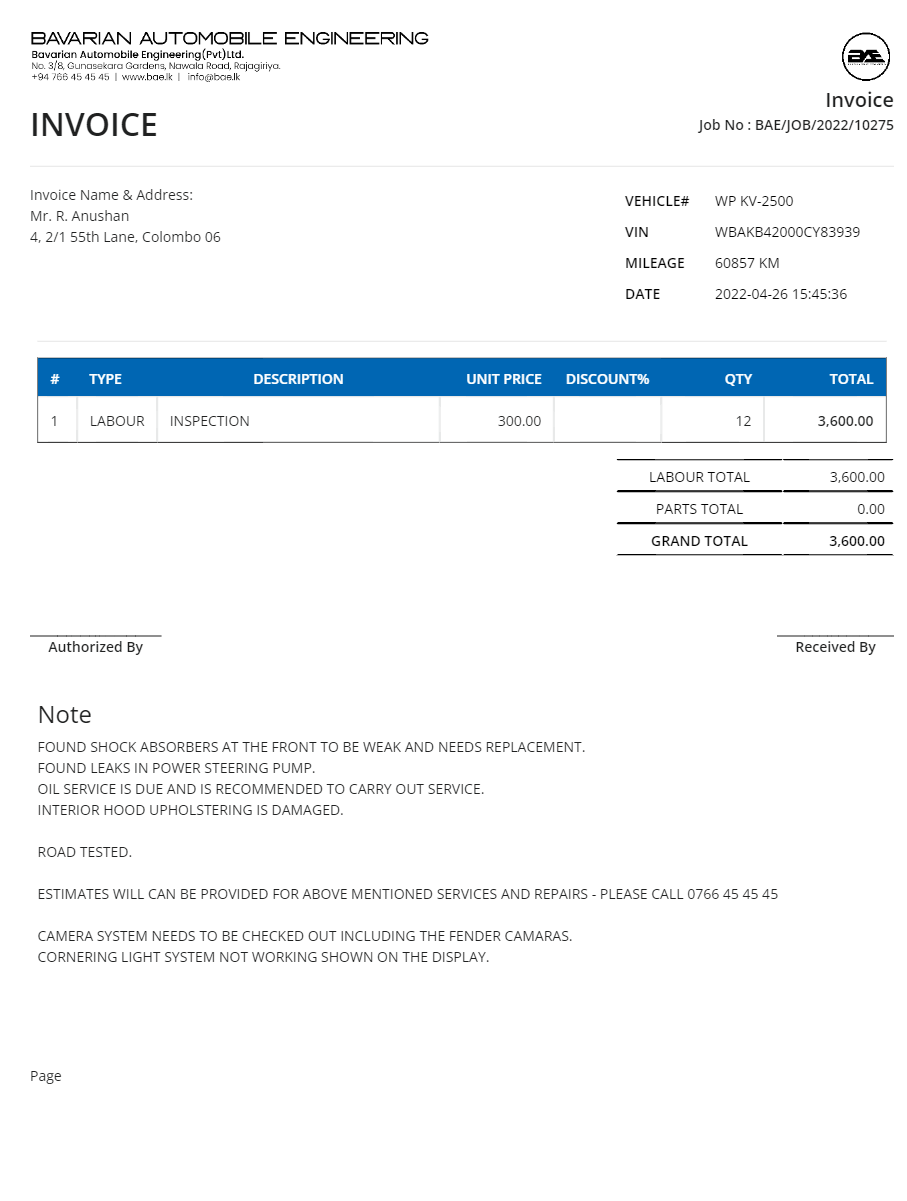 BAVARIAN AUTOMOBILE ENGINEERING
Bavarian Automobile Engineering(Pvt)Ltd.
No. 3/8, Gunasekara Gardens, Nawala Road, Rajagiriya.
+94 766 45 45 45 | www.bae.lk | info@bae.lk
BAE
Invoice
INVOICE
Job No : BAE/JOB/2022/10275
Invoice Name & Address:
Mr. R. Anushan
4, 2/1 55th Lane, Colombo 06
VEHICLE# WP KV-2500
VIN WBAKB42000CY83939
MILEAGE 60857 KM
DATE 2022-04-26 15:45:36
# TYPE DESCRIPTION UNIT PRICE DISCOUNT% QTY TOTAL
1 LABOUR INSPECTION 300.00 12 3,600.00
LABOUR TOTAL 3,600.00
PARTS TOTAL 0.00
GRAND TOTAL 3,600.00
Authorized By Received By
Note
FOUND SHOCK ABSORBERS AT THE FRONT TO BE WEAK AND NEEDS REPLACEMENT.
FOUND LEAKS IN POWER STEERING PUMP.
OIL SERVICE IS DUE AND IS RECOMMENDED TO CARRY OUT SERVICE.
INTERIOR HOOD UPHOLSTERING IS DAMAGED.
ROAD TESTED.
ESTIMATES WILL CAN BE PROVIDED FOR ABOVE MENTIONED SERVICES AND REPAIRS - PLEASE CALL 0766 45 45 45
CAMERA SYSTEM NEEDS TO BE CHECKED OUT INCLUDING THE FENDER CAMARAS.
CORNERING LIGHT SYSTEM NOT WORKING SHOWN ON THE DISPLAY.
Page